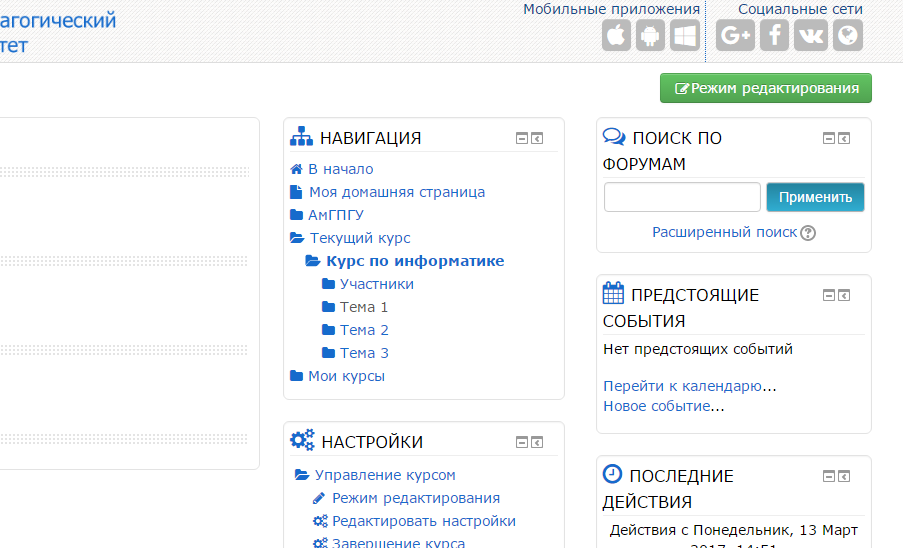 агогический
тет
Мобильные приложения
Социальные сети
Режим редактирования
НАВИГАЦИЯ
В начало
Моя домашняя страница
АмГПГУ
Текущий курс
Курс по информатике
Участники
Тема 1
Тема 2
Тема 3
Мои курсы
НАСТРОЙКИ
Управление курсом
Режим редактирования
Редактировать настройки
Завершение курса
ПОИСК ПО
ФОРУМАМ
Применить
Расширенный поиск
ПРЕДСТОЯЩИЕ
СОБЫТИЯ
Нет предстоящих событий
Перейти к календарю...
Новое событие...
ПОСЛЕДНИЕ
ДЕЙСТВИЯ
Действия с Понедельник, 13 Март
2017, 14:51